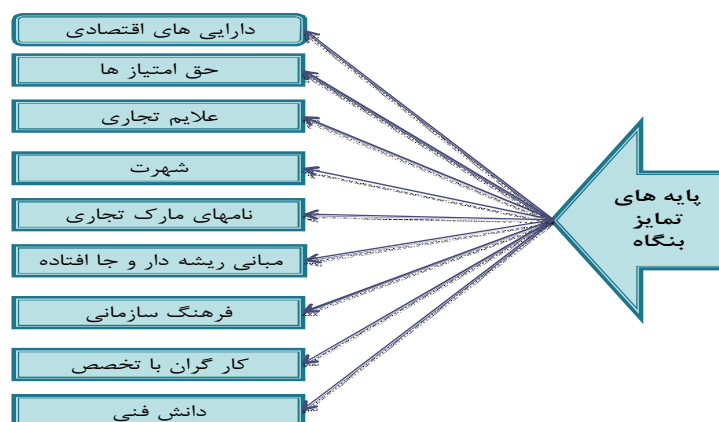 پایه های
تمایز
بنگاه
دارایی های اقتصادی
حق امتیاز ها
علایم تجاری
شهرت
نامهای مارک تجاری
مبانی ریشه دار و جا افتاده
فرهنگ سازمانی
کار گران با تخصص
دانش فنی